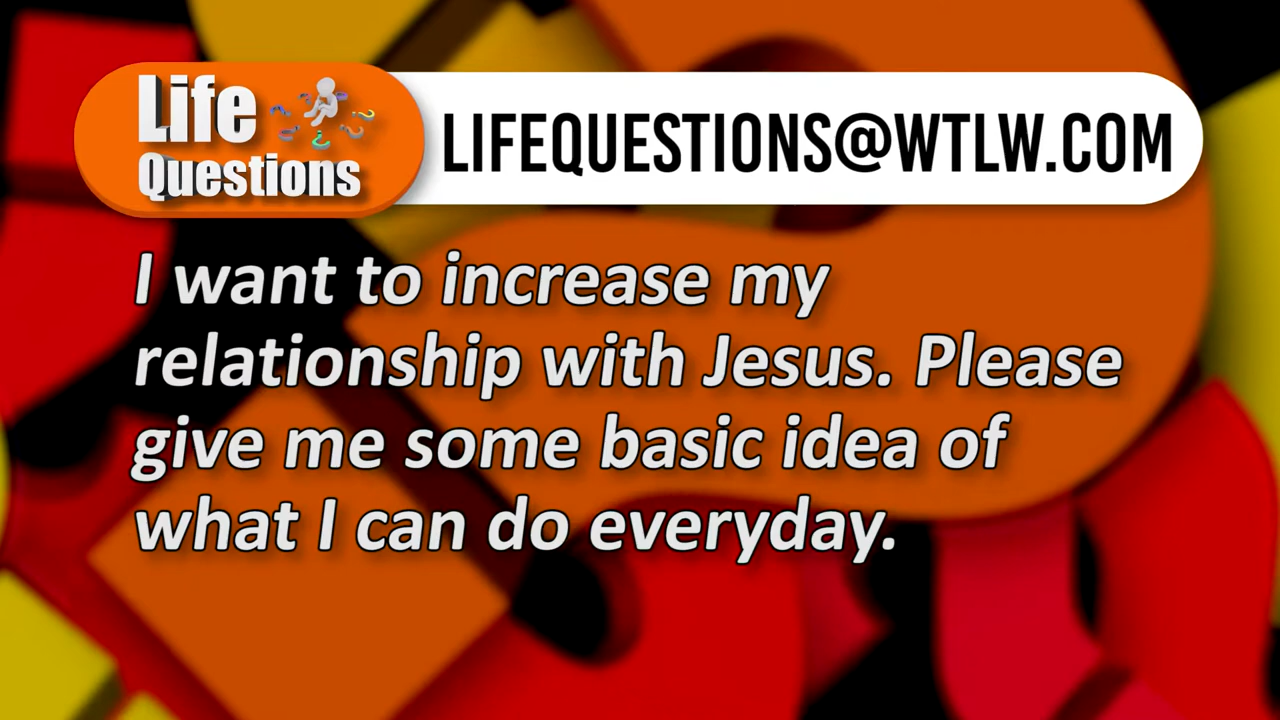 Life
Questions
LIFEQUESTIONS@WTLW.COM
I want to increase my
relationship with Jesus. Please
give me some basic idea of
what I can do everyday.